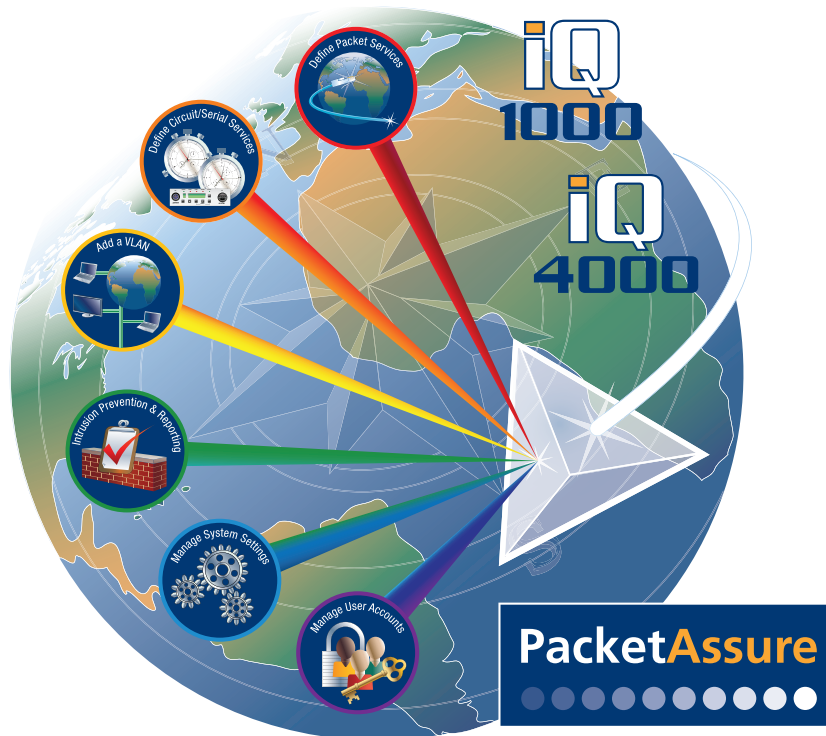 Define Packet Services
iQ
1000
Define Circuit/Serial Services
iQ
4000
Add a VLAN
Intrusion Prevention & Reporting
Manage System Settings
Manage User Accounts
PacketAssure